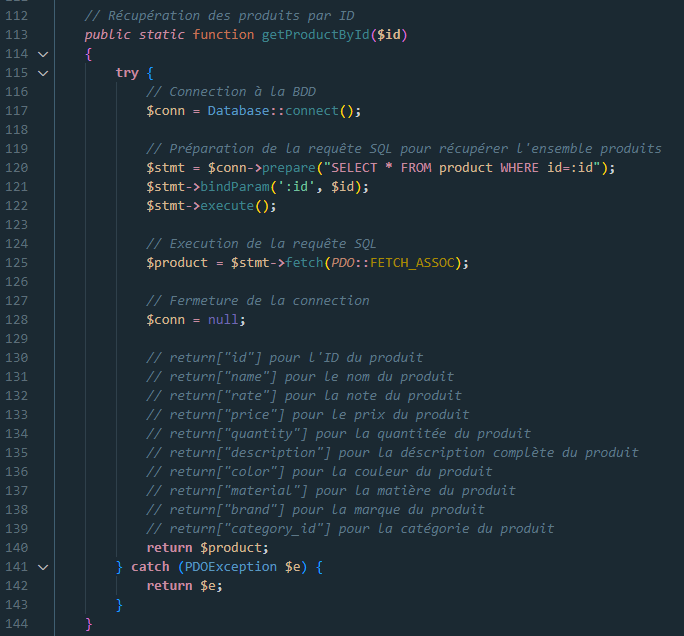 112 // Récupération des produits par ID
113 public static function getProductById($id)
114 {
115 try {
116 // Connection à la BDD
117 $conn = Database::connect();
118
119 // Préparation de la requête SQL pour récupérer l'ensemble produits
120 $stmt = $conn->prepare("SELECT * FROM product WHERE id=:id");
121 $stmt->bindParam(':id', $id);
122 $stmt->execute();
123
124 // Execution de la requête SQL
125 $product = $stmt->fetch(PDO::FETCH_ASSOC);
126
127 // Fermeture de la connection
128 $conn = null;
129
130 // return["id"] pour l'ID du produit
131 // return["name"] pour le nom du produit
132 // return["rate"] pour la note du produit
133 // return["price"] pour le prix du produit
134 // return["quantity"] pour la quantitée du produit
135 // return["description"] pour la déscription complète du produit
136 // return["color"] pour la couleur du produit
137 // return["material"] pour la matière du produit
138 // return["brand"] pour la marque du produit
139 // return["category_id"] pour la catégorie du produit
140 return $product;
141 } catch (PDOException $e) {
142 return $e;
143 }
144 }